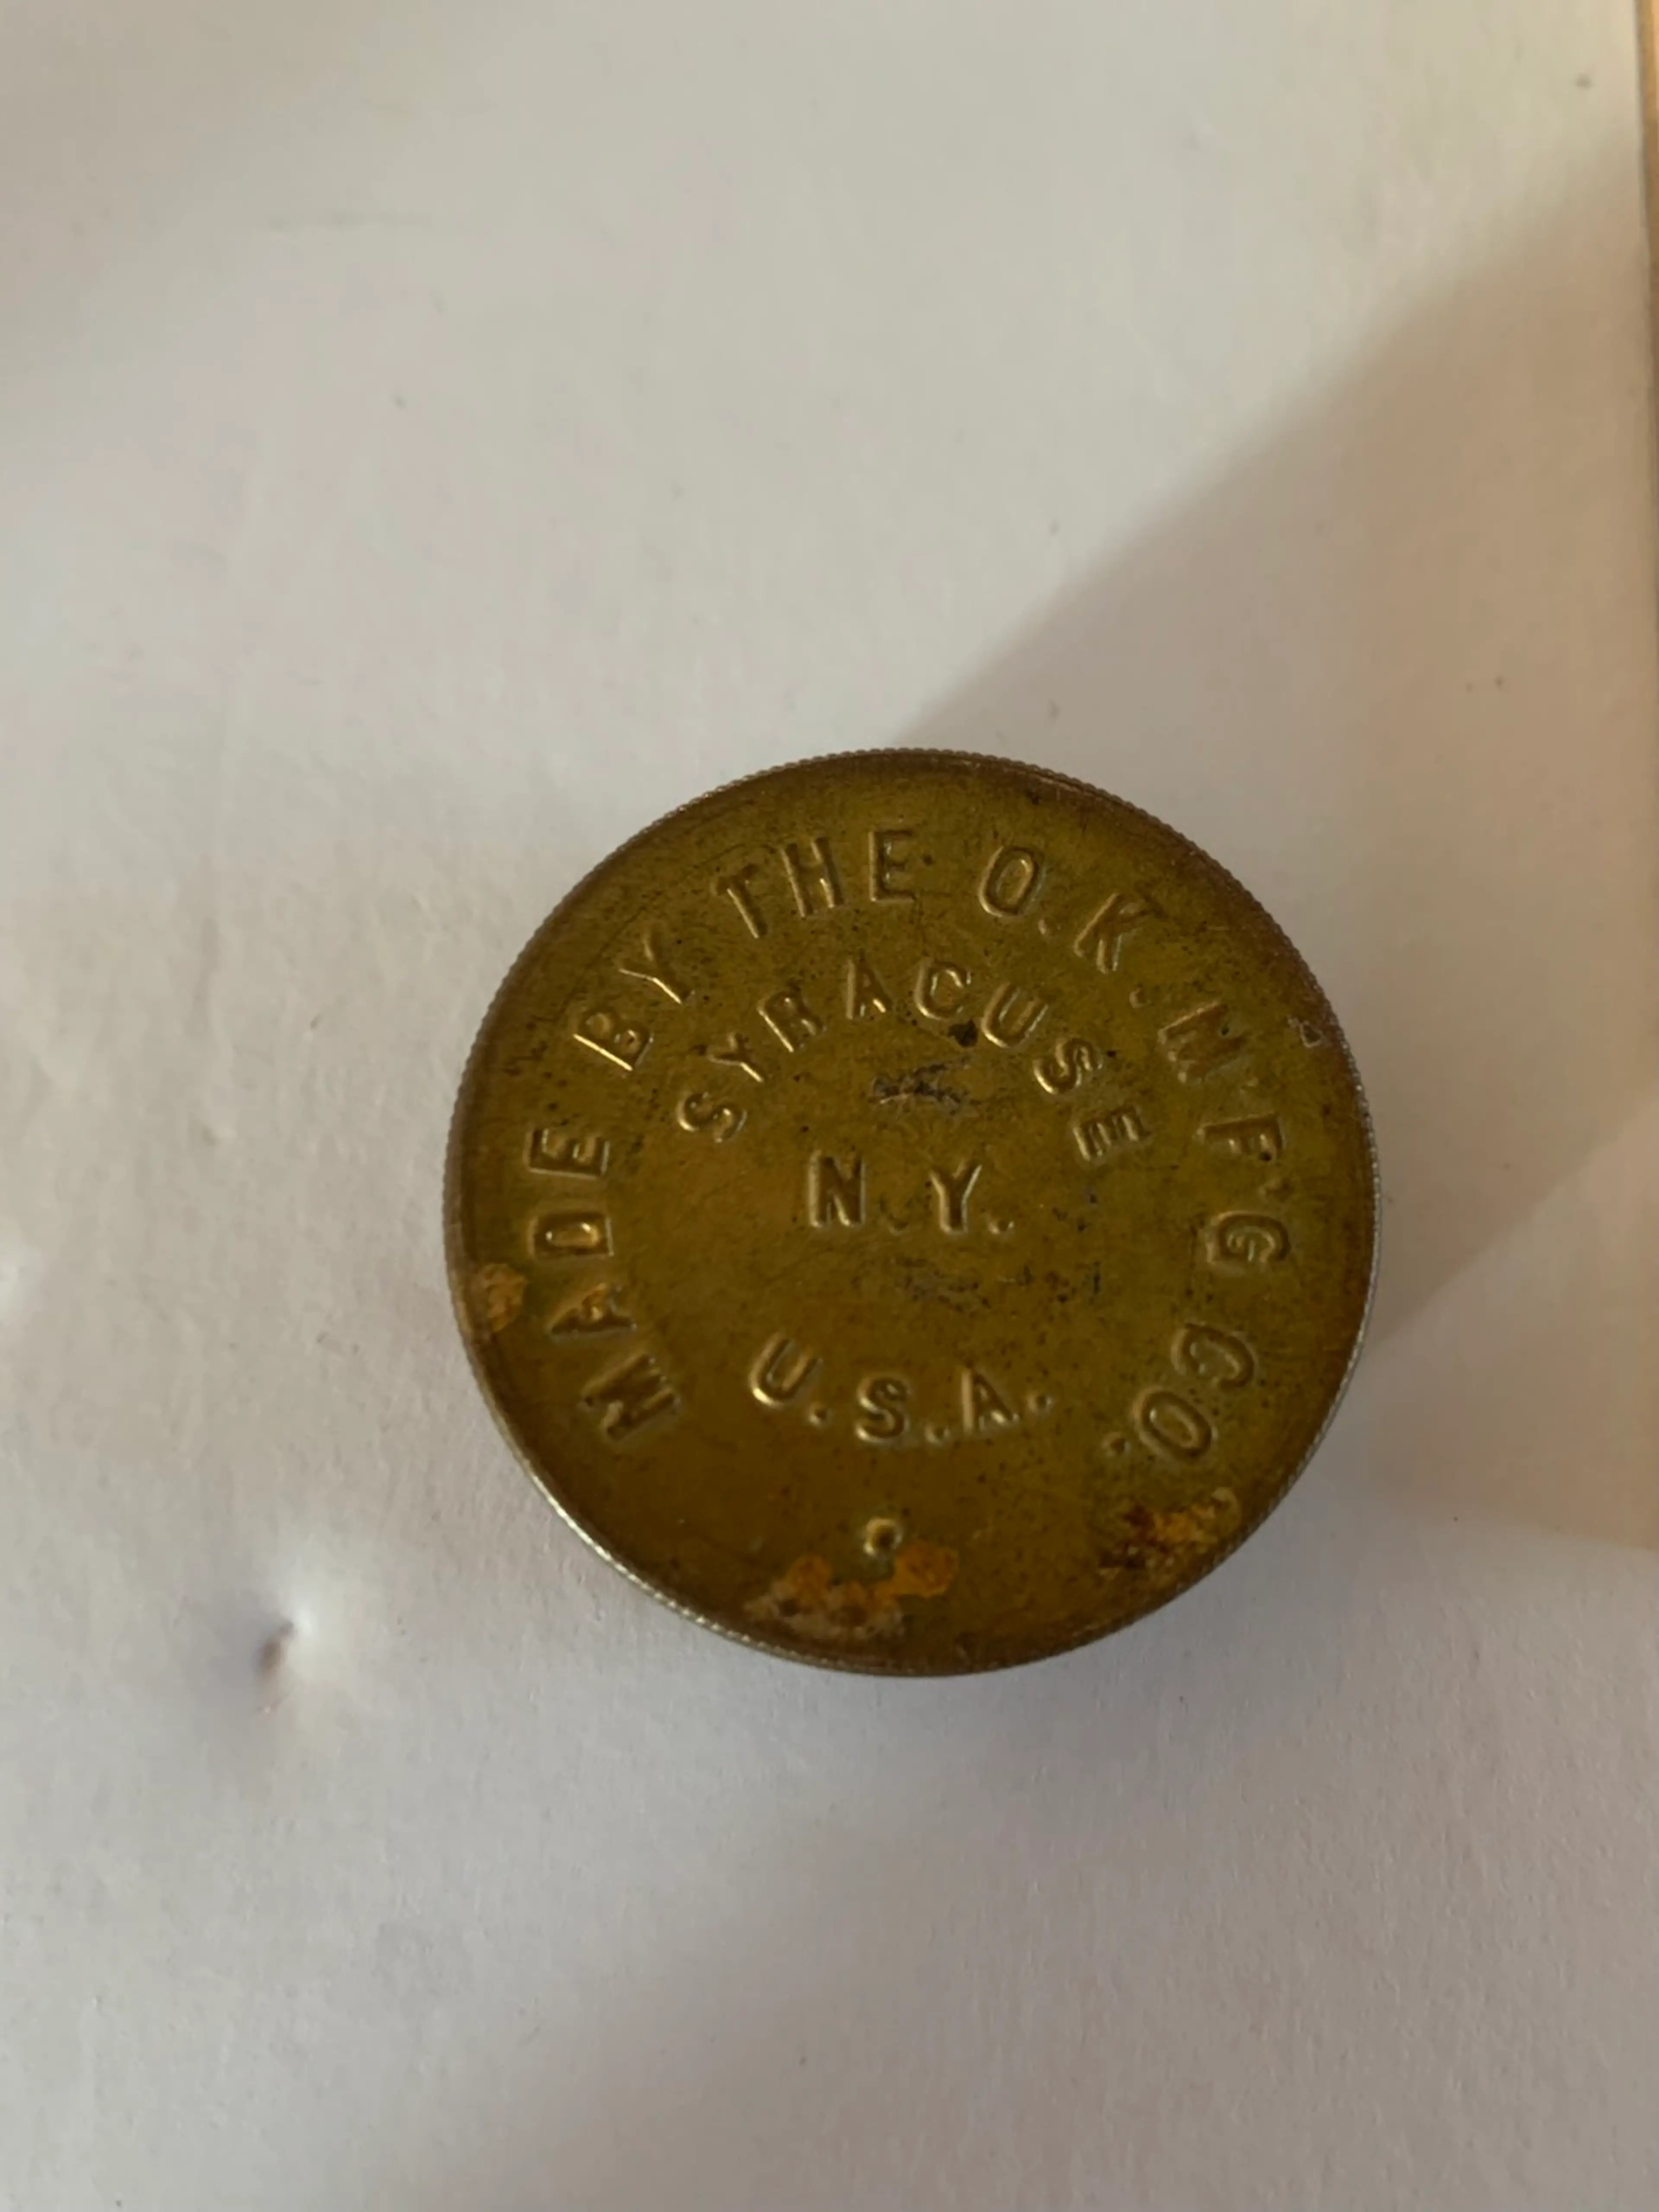 MADE BY THE O.K. M'F'G CO.
SYRACUSE
N.Y.
U.S.A.